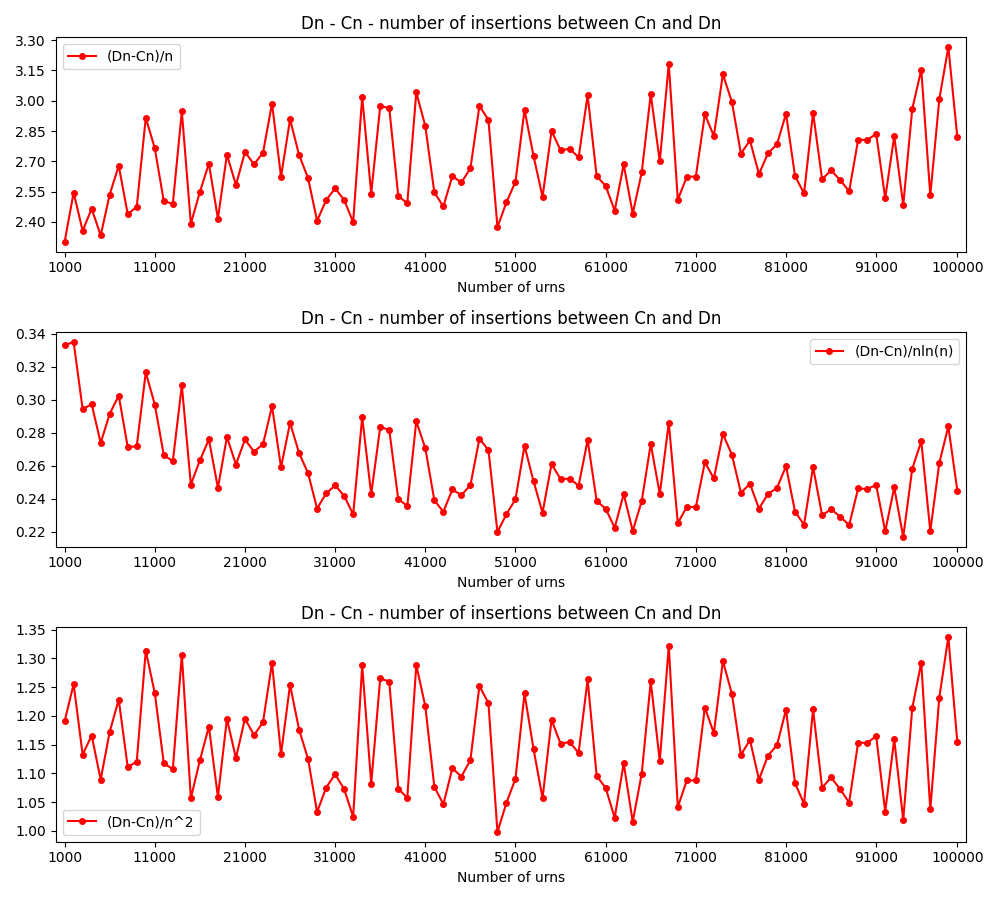 Dn - Cn - number of insertions between Cn and Dn
(Dn-Cn)/n
3.30
3.15
3.00
2.85
2.70
2.55
2.40
1000 11000 21000 31000 41000 51000 61000 71000 81000 91000 100000
Number of urns
Dn - Cn - number of insertions between Cn and Dn
(Dn-Cn)/nln(n)
0.34
0.32
0.30
0.28
0.26
0.24
0.22
1000 11000 21000 31000 41000 51000 61000 71000 81000 91000 100000
Number of urns
Dn - Cn - number of insertions between Cn and Dn
1.35
1.30
1.25
1.20
1.15
1.10
1.05
1.00
(Dn-Cn)/n^2
1000 11000 21000 31000 41000 51000 61000 71000 81000 91000 100000
Number of urns